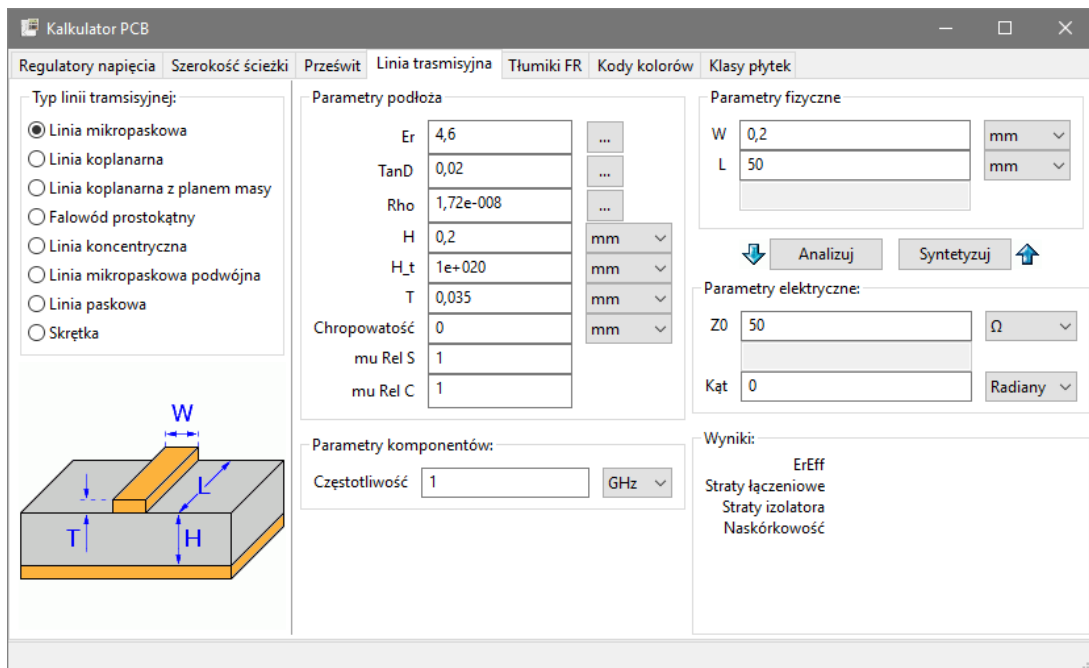 Kalkulator PCB
Regulatory napięcia Szerokość ścieżki Prześwit Linia trasmisyjna Tłumiki FR Kody kolorów Klasy płytek
Typ linii tramsisyjnej:
Linia mikropaskowa
Linia koplanarna
Linia koplanarna z planem masy
Falowód prostokątny
Linia koncentryczna
Linia mikropaskowa podwójna
Linia paskowa
Skrętka
W
L
T
H
Parametry podłoża
Er 4,6 ...
TanD 0,02 ...
Rho 1,72e-008 ...
H 0,2 mm
H_t 1e+020 mm
T 0,035 mm
Chropowatość 0 mm
mu Rel S 1
mu Rel C 1
Parametry komponentów:
Częstotliwość 1 GHz
Parametry fizyczne
W 0,2 mm
L 50 mm
Analizuj Syntetyzuj
Parametry elektryczne:
Z0 50 Ω
Kąt 0 Radiany
Wyniki:
ErEff
Straty łączeniowe
Straty izolatora
Naskórkowość